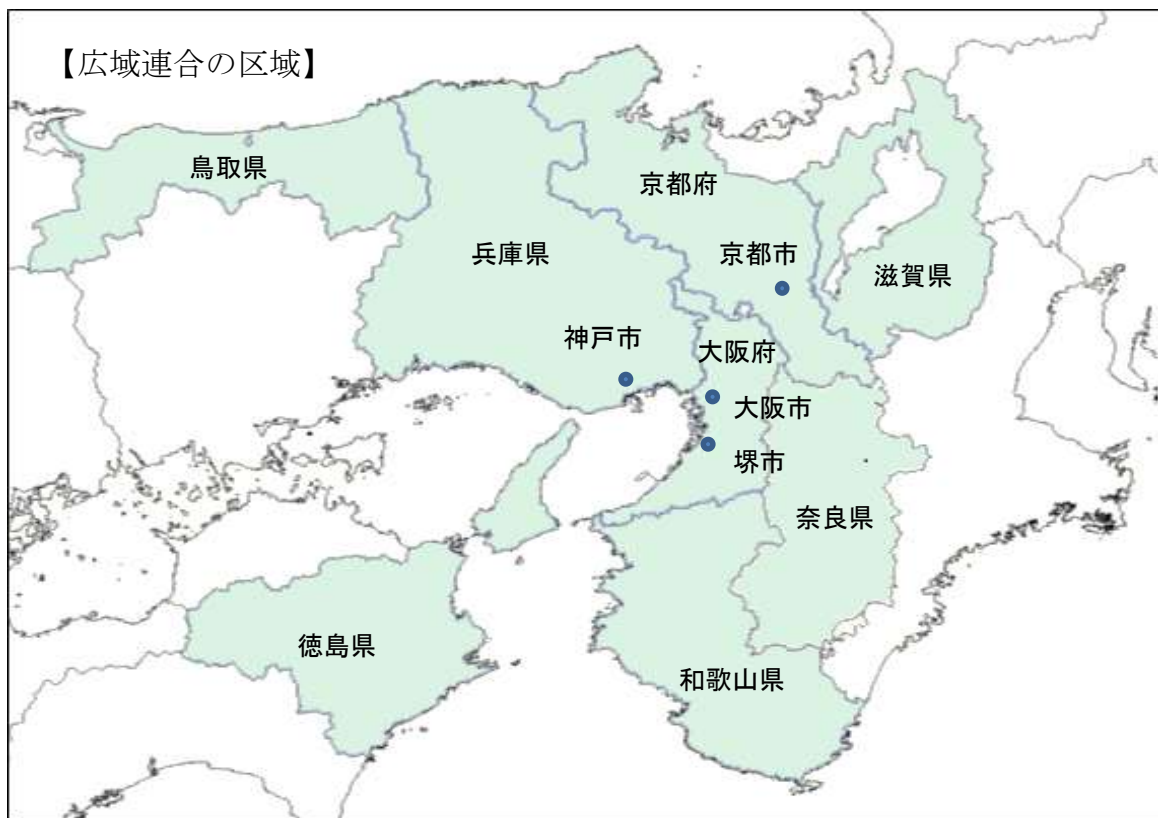 【広域連合の区域】
鳥取県
京都府
兵庫県
京都市
滋賀県
神戸市
大阪府
大阪市
堺市
奈良県
徳島県
和歌山県